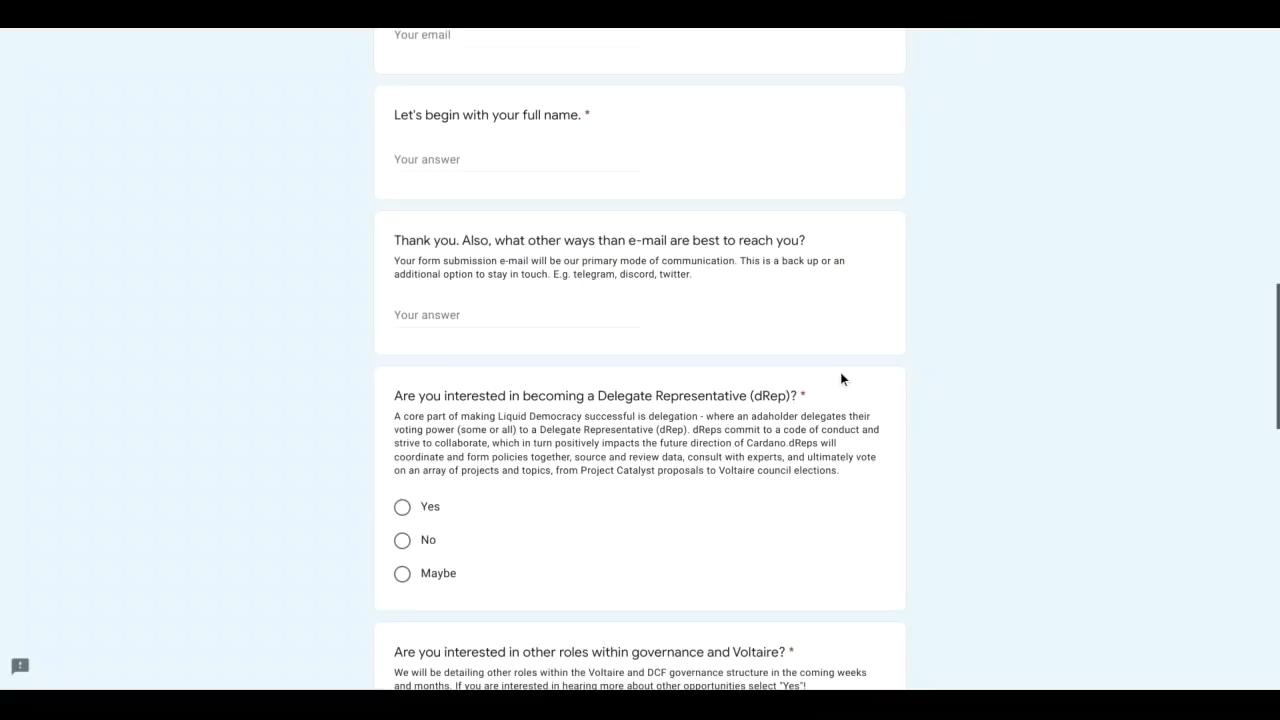 Your email
Let's begin with your full name. *
Your answer
Thank you. Also, what other ways than e-mail are best to reach you?
Your form submission e-mail will be our primary mode of communication. This is a back up or an
additional option to stay in touch. E.g. telegram, discord, twitter.
Your answer
Are you interested in becoming a Delegate Representative (dRep)? *
A core part of making Liquid Democracy successful is delegation - where an adaholder delegates their
voting power (some or all) to a Delegate Representative (dRep). dReps commit to a code of conduct and
strive to collaborate, which in turn positively impacts the future direction of Cardano.dReps will
coordinate and form policies together, source and review data, consult with experts, and ultimately vote
on an array of projects and topics, from Project Catalyst proposals to Voltaire council elections.
Yes
No
Maybe
Are you interested in other roles within governance and Voltaire? *
We will be detailing other roles within the Voltaire and DCF governance structure in the coming weeks
and months. If you are interested in hearing more about other opportunities select "Yes"!